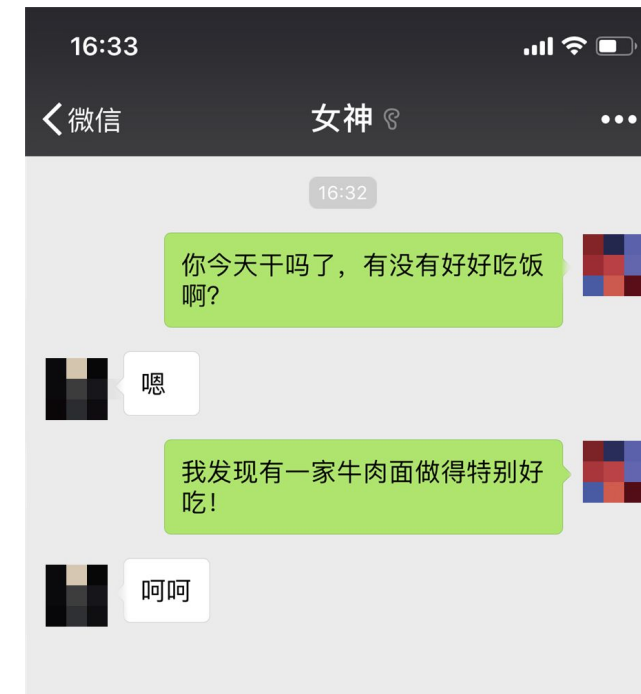 16:33
微信
女神
16:32
你今天干吗了，有没有好好吃饭
啊？
嗯
我发现有一家牛肉面做得特别好
吃！
呵呵